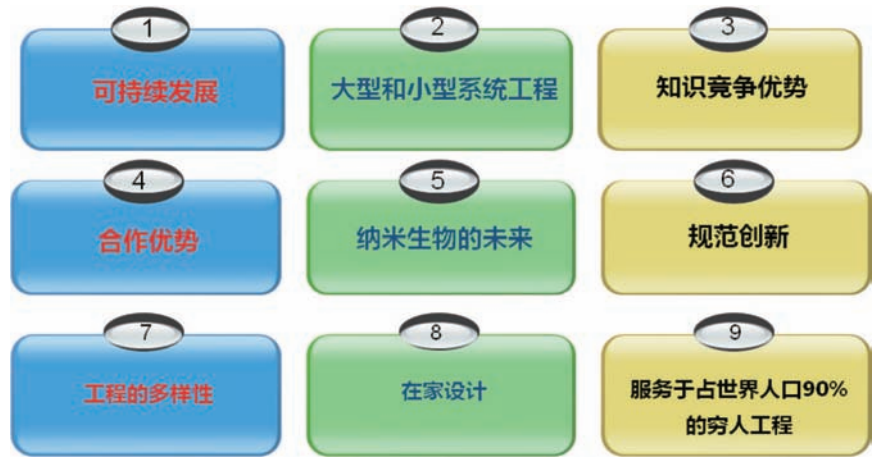 1
可持续发展
2
大型和小型系统工程
3
知识竞争优势
4
合作优势
5
纳米生物的未来
6
规范创新
7
工程的多样性
8
在家设计
9
服务于占世界人口90%
的穷人工程